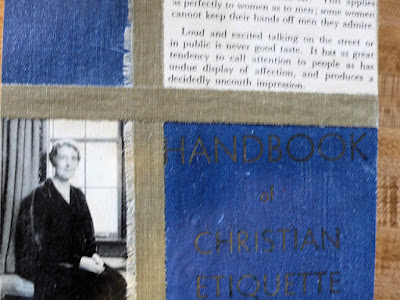 as perfectly to women as to men; some women
cannot keep their hands off men they admire.
Loud and excited talking on the street or
in public is never good taste. It has as great
tendency to call attention to people as has
undue display of affection, and produces a
decidedly uncouth impression.
HANDBOOK
of
CHRISTIAN
ETIQUETTE